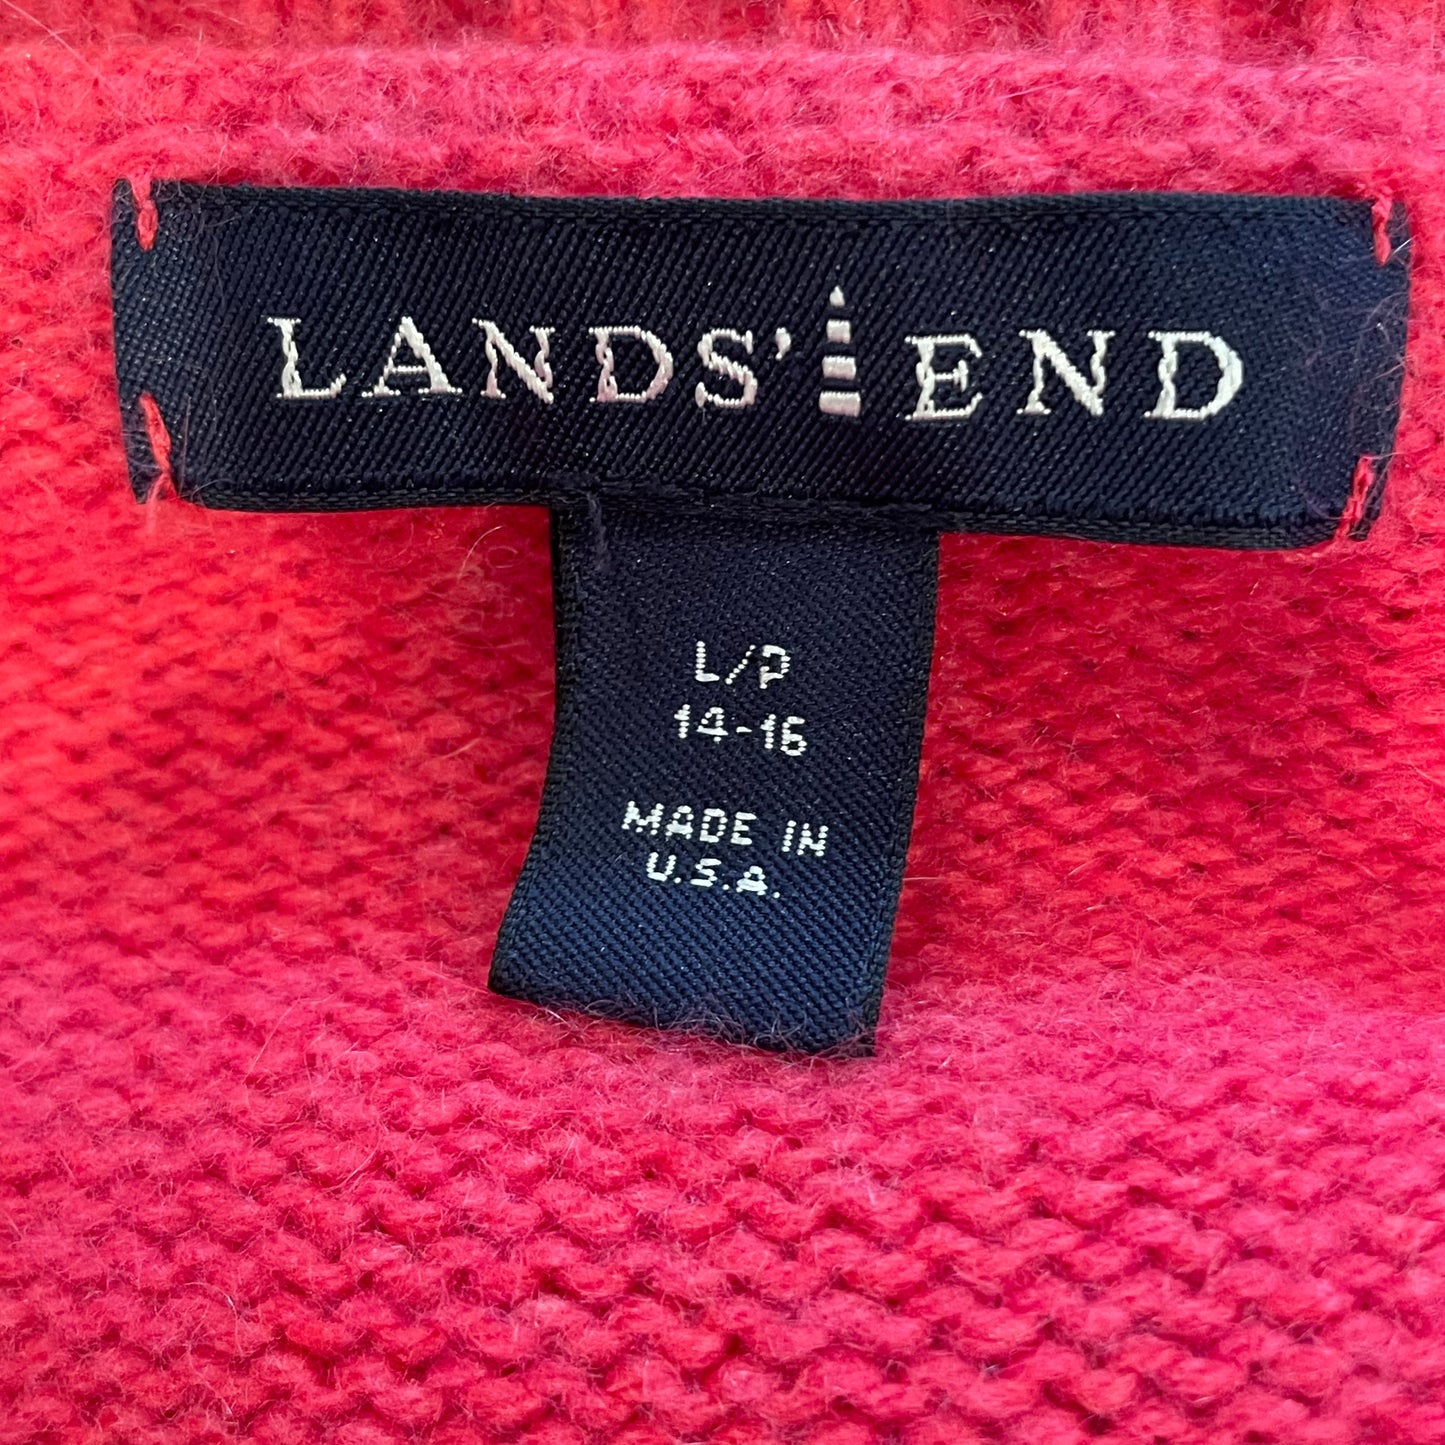 LANDS' END
L/P
14-16
MADE IN
U.S.A.